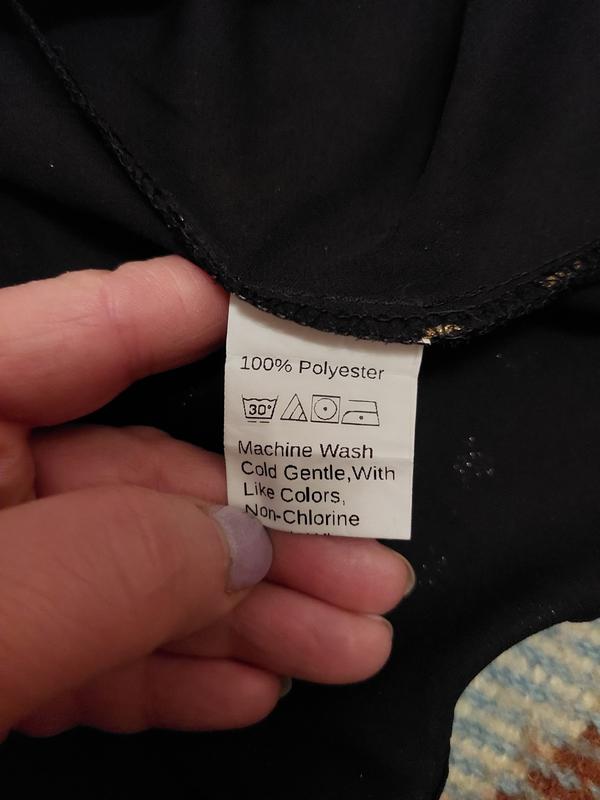 100% Polyester
30°
Machine Wash
Cold Gentle,With
Like Colors,
Non-Chlorine